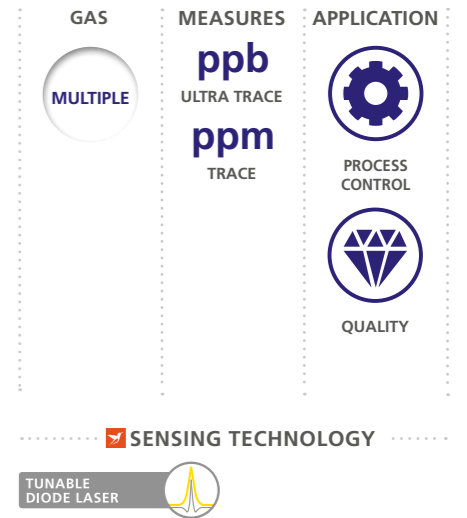 GAS
MULTIPLE
MEASURES
ppb
ULTRA TRACE
ppm
TRACE
APPLICATION
PROCESS
CONTROL
QUALITY
SENSING TECHNOLOGY
TUNABLE
DIODE LASER